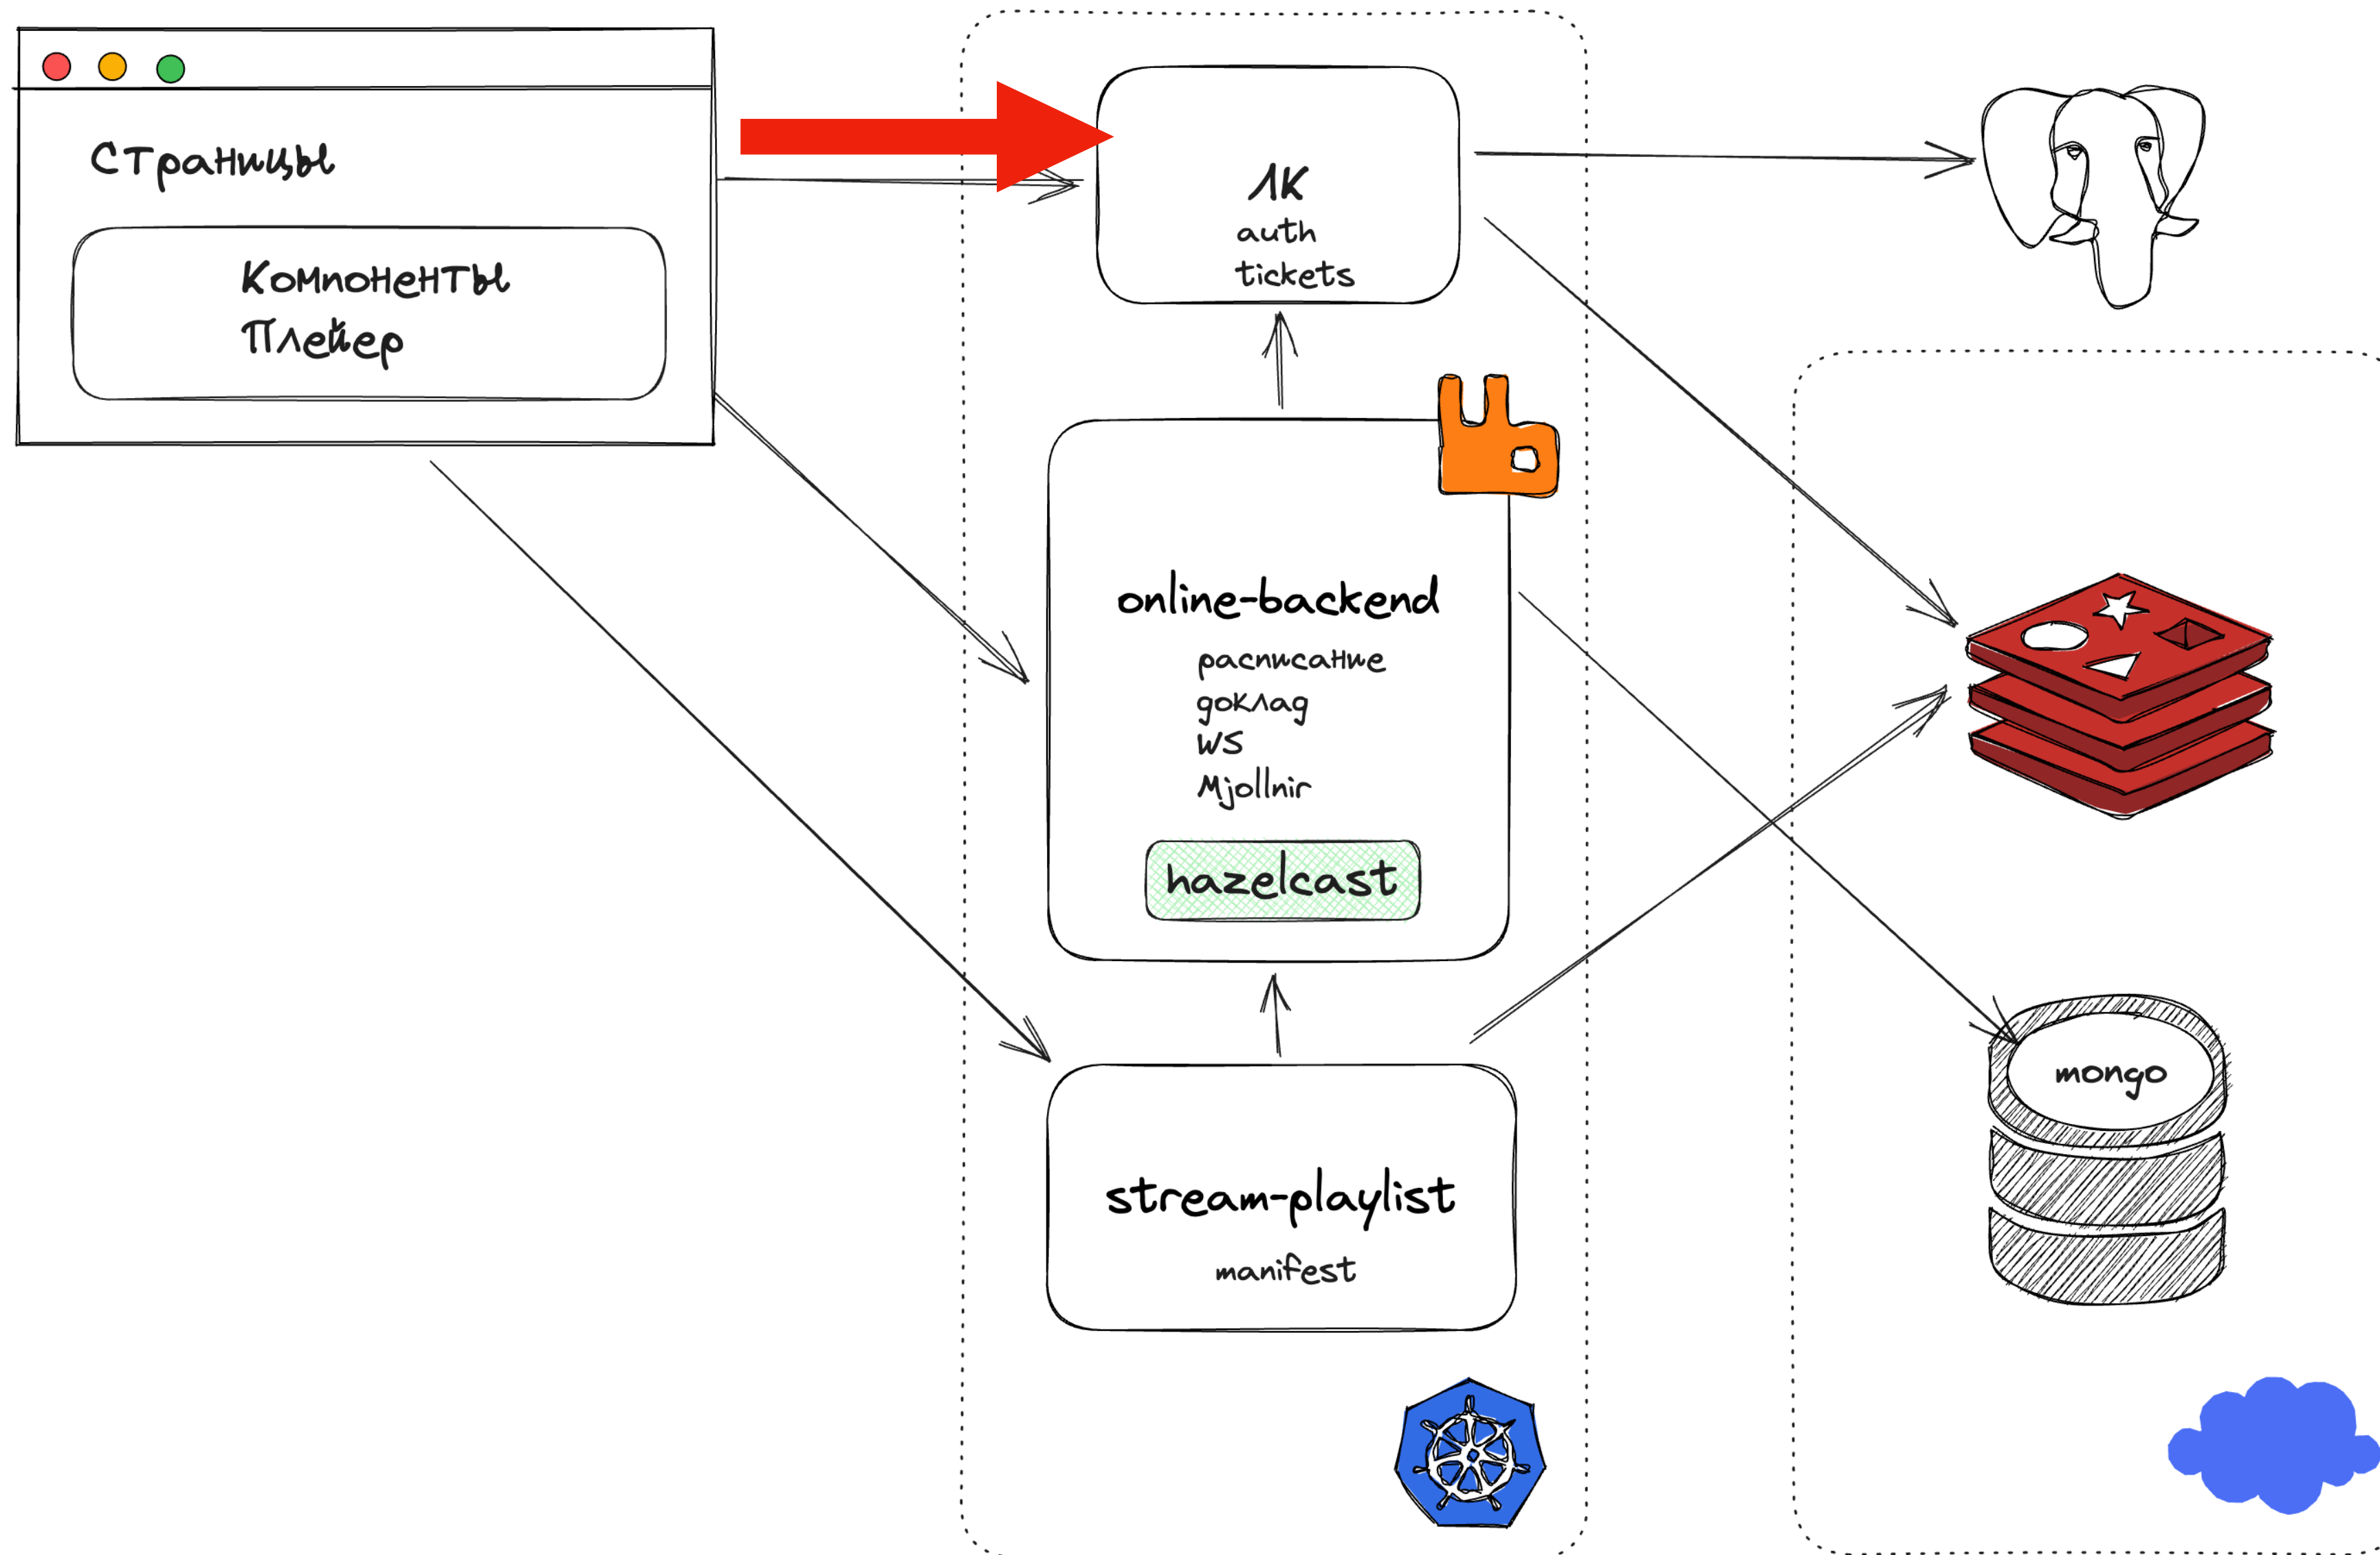 Страницы
Компоненты
Плейер
ЛК
auth
tickets
online-backend
расписание
доклад
WS
Mjollnir
hazelcast
stream-playlist
manifest
mongo